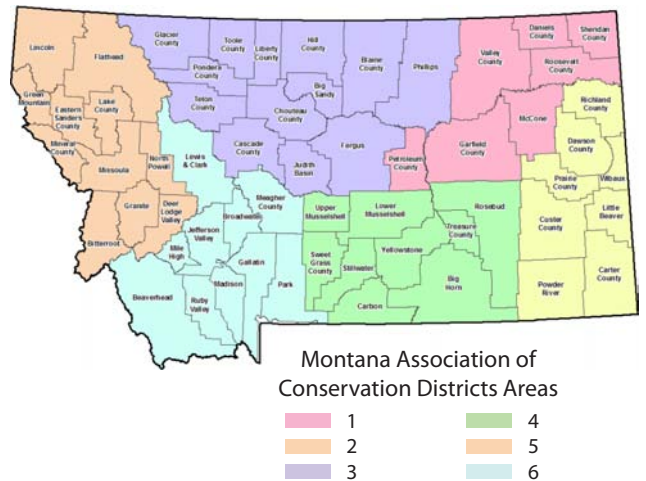 Lincoln
Flathead
Glacier
County
Toole
County
Liberty
County
Hill
County
Blaine
County
Phillips
Valley
County
Daniels
County
Sheridan
County
Roosevelt
County
Pondera
County
Big
Sandy
Teton
County
Chouteau
County
Green
Mountain
Eastern
Sanders
County
Lake
County
Mineral
County
Missoula
North
Powell
Lewis
& Clark
Cascade
County
Judith
Basin
Fergus
Petroleum
County
Garfield
County
McCone
Richland
County
Dawson
County
Prairie
County
Wibaux
Little
Beaver
Granite
Deer
Lodge
Valley
Bitterroot
Meagher
County
Broadwater
Jefferson
Valley
Mile
High
Gallatin
Park
Beaverhead
Ruby
Valley
Madison
Upper
Musselshell
Lower
Musselshell
Rosebud
Treasure
County
Sweet
Grass
County
Stillwater
Yellowstone
Carbon
Big
Horn
Custer
County
Powder
River
Carter
County
Montana Association of
Conservation Districts Areas
1
2
3
4
5
6